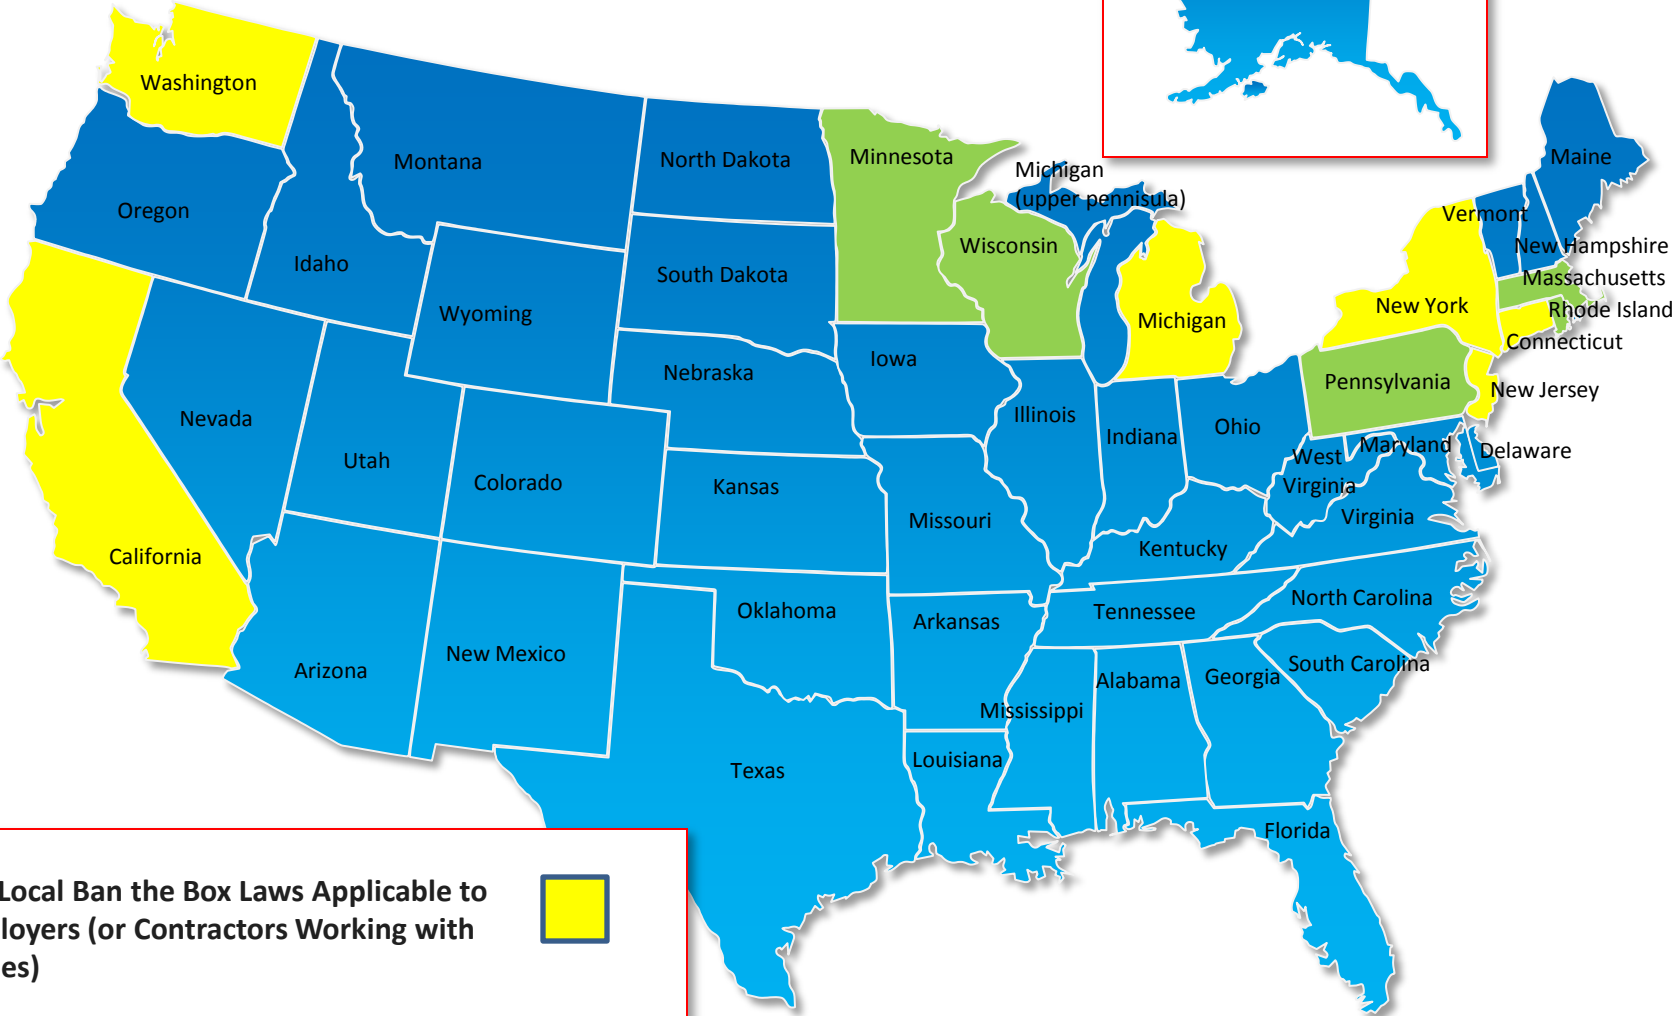 Washington
Montana
North Dakota
Minnesota
Michigan
(upper pennisula)
Maine
Oregon
Idaho
Wyoming
South Dakota
Wisconsin
Michigan
New York
Vermont
New Hampshire
Massachusetts
Rhode Island
Connecticut
New Jersey
Pennsylvania
Nevada
Utah
Colorado
Nebraska
Iowa
Illinois
Indiana
Ohio
West
Virginia
Maryland
Delaware
Virginia
Kansas
Missouri
Kentucky
California
Arizona
New Mexico
Oklahoma
Arkansas
Tennessee
North Carolina
South Carolina
Texas
Louisiana
Mississippi
Alabama
Georgia
Florida
Local Ban the Box Laws Applicable to
loyers (or Contractors Working with
es)